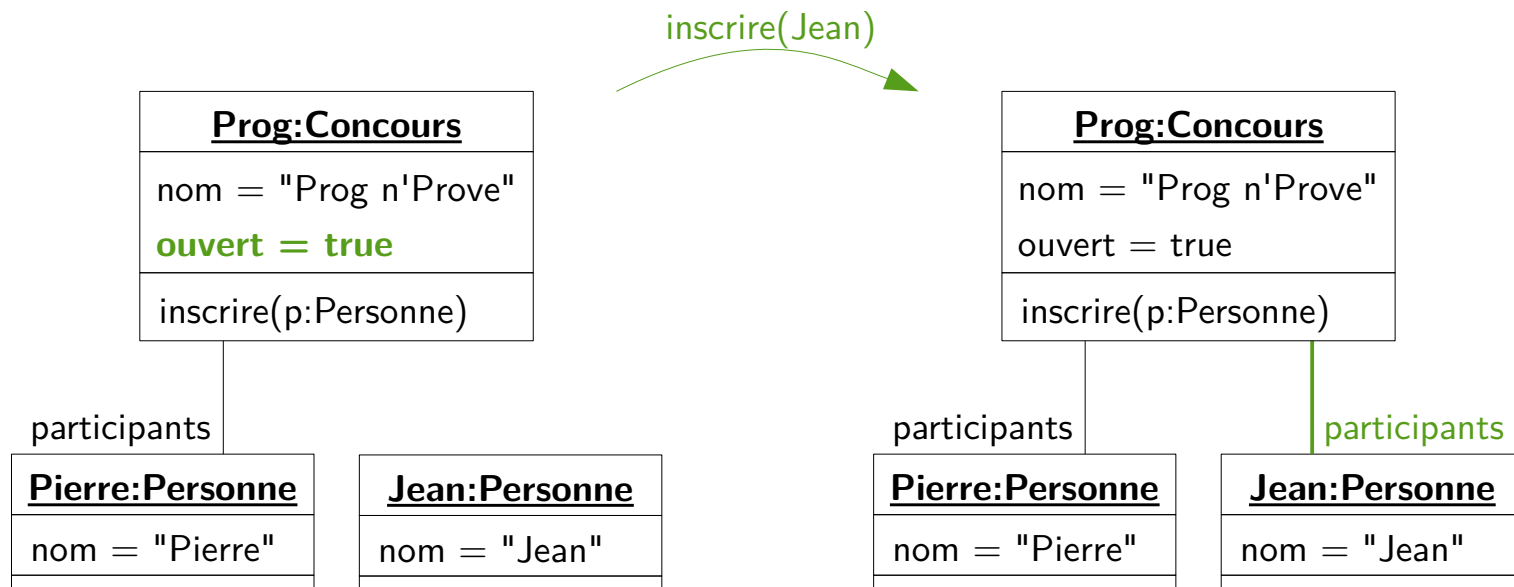 inscrire(Jean)
Prog:Concours
nom = "Prog n'Prove"
ouvert = true
inscrire(p:Personne)
participants
Pierre:Personne
nom = "Pierre"
Jean:Personne
nom = "Jean"
Prog:Concours
nom = "Prog n'Prove"
ouvert = true
inscrire(p:Personne)
participants
participants
Pierre:Personne
nom = "Pierre"
Jean:Personne
nom = "Jean"